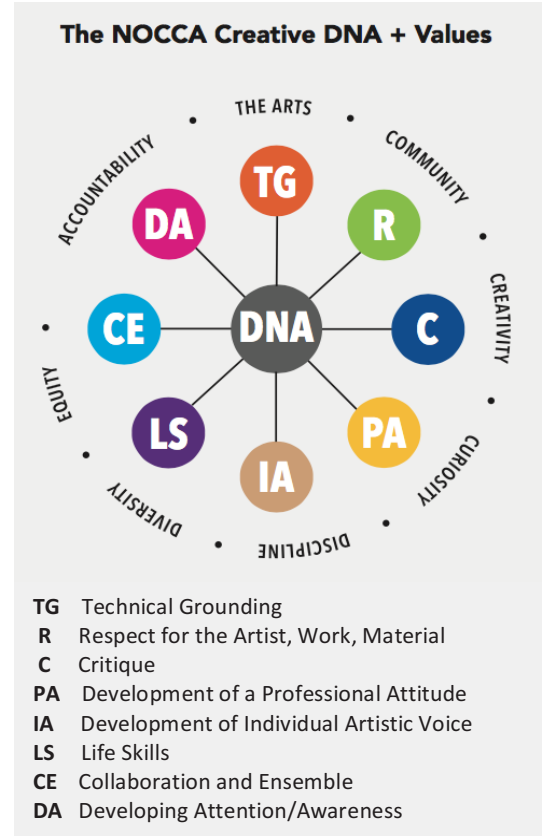 The NOCCA Creative DNA + Values
THE ARTS
COMMUNITY
CREATIVITY
CURIOSITY
DISCIPLINE
DIVERSITY
EQUITY
ACCOUNTABILITY
TG
R
C
PA
IA
LS
CE
DA
DNA
TG Technical Grounding
R Respect for the Artist, Work, Material
C Critique
PA Development of a Professional Attitude
IA Development of Individual Artistic Voice
LS Life Skills
CE Collaboration and Ensemble
DA Developing Attention/Awareness